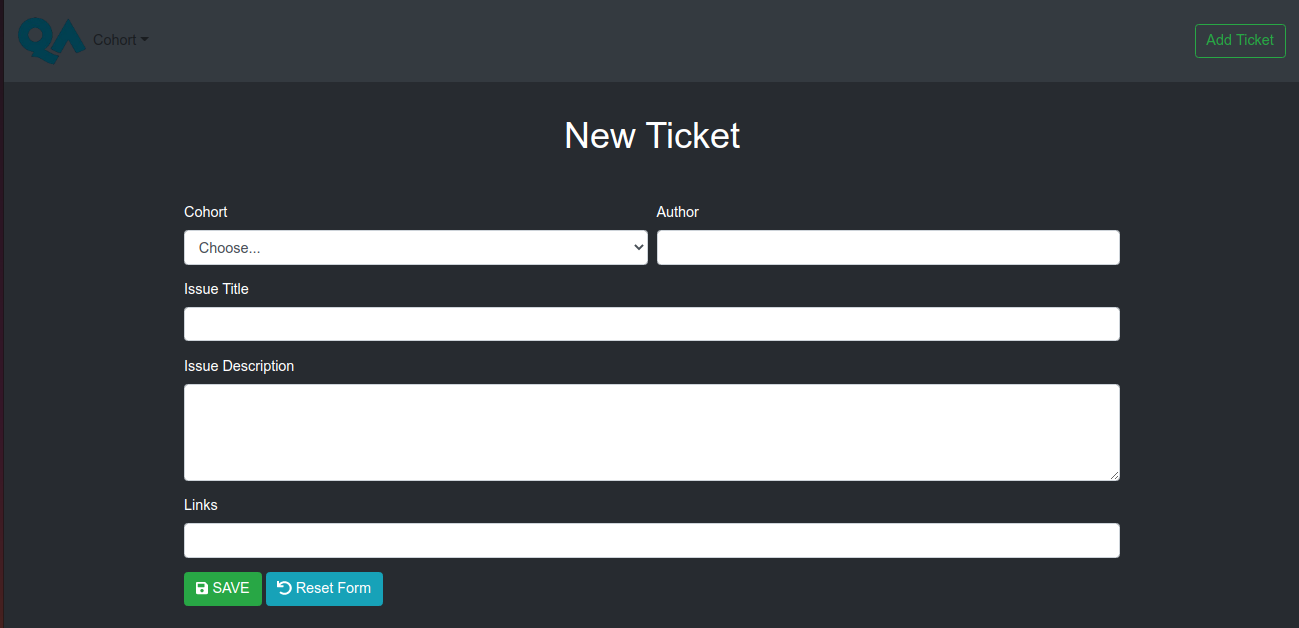 QA Cohort Add Ticket
New Ticket
Cohort Author
Choose...
Issue Title
Issue Description
Links
SAVE Reset Form